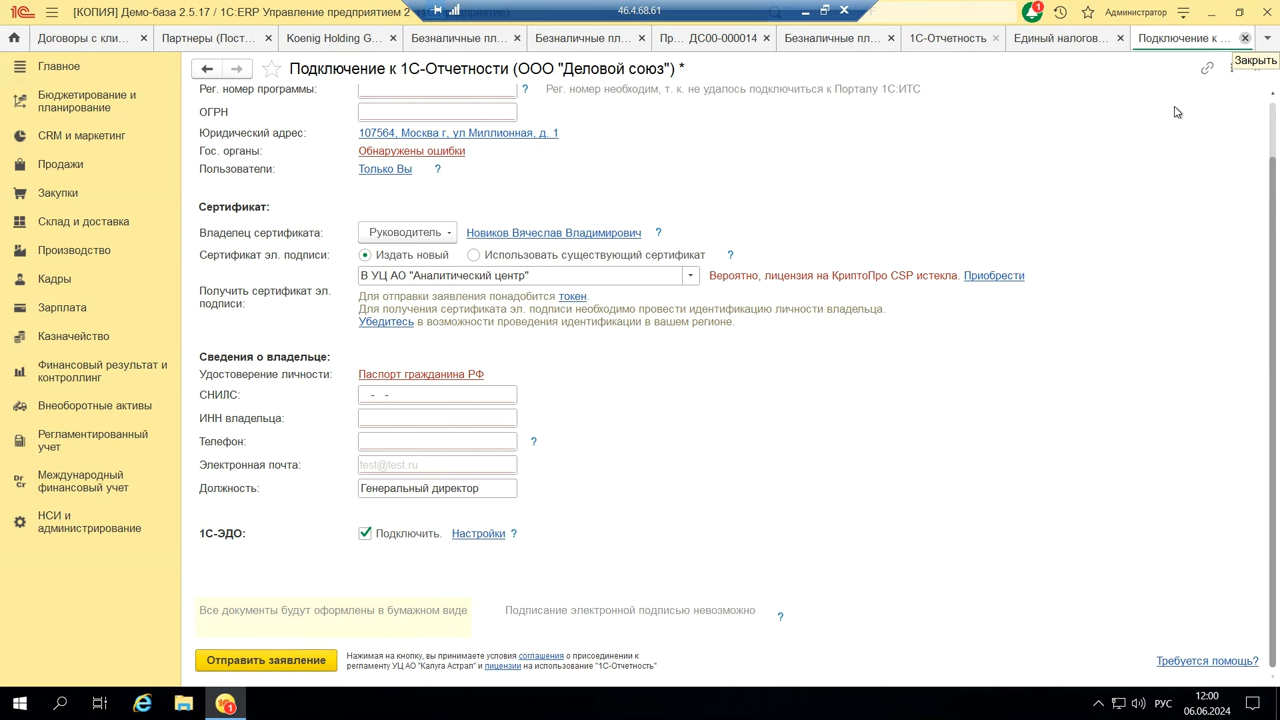 [КОПИЯ] Демо-база 2.5.17 / 1С:ERP Управление предприятием 2
46.4.68.61
1
Администратор
Договоры с кли...
Партнеры (Пост...
Koenig Holding G...
Безналичные пл...
Безналичные пл...
Пр... ДС00-000014
Безналичные пл...
1С-Отчетность
Единый налогов...
Подключение к ...
Закрыть
Главное
Бюджетирование и планирование
CRM и маркетинг
Продажи
Закупки
Склад и доставка
Производство
Кадры
Зарплата
Казначейство
Финансовый результат и контроллинг
Внеоборотные активы
Регламентированный учет
Международный финансовый учет
НСИ и администрирование
Подключение к 1С-Отчетности (ООО "Деловой союз") *
Рег. номер программы: ? Рег. номер необходим, т. к. не удалось подключиться к Порталу 1С:ИТС
ОГРН
Юридический адрес: 107564, Москва г, ул Миллионная, д. 1
Гос. органы: Обнаружены ошибки
Пользователи: Только Вы ?
Сертификат:
Владелец сертификата: Руководитель Новиков Вячеслав Владимирович ?
Сертификат эл. подписи: Издать новый Использовать существующий сертификат ?
В УЦ АО "Аналитический центр" Вероятно, лицензия на КриптоПро CSP истекла. Приобрести
Получить сертификат эл. подписи:
Для отправки заявления понадобится токен.
Для получения сертификата эл. подписи необходимо провести идентификацию личности владельца.
Убедитесь в возможности проведения идентификации в вашем регионе.
Сведения о владельце:
Удостоверение личности: Паспорт гражданина РФ
СНИЛС: - -
ИНН владельца:
Телефон: ?
Электронная почта: test@test.ru
Должность: Генеральный директор
1С-ЭДО: Подключить. Настройки ?
Все документы будут оформлены в бумажном виде Подписание электронной подписью невозможно ?
Отправить заявление
Нажимая на кнопку, вы принимаете условия соглашения о присоединении к
регламенту УЦ АО "Калуга Астрал" и лицензии на использование "1С-Отчетность"
Требуется помощь?
1
РУС
12:00
06.06.2024